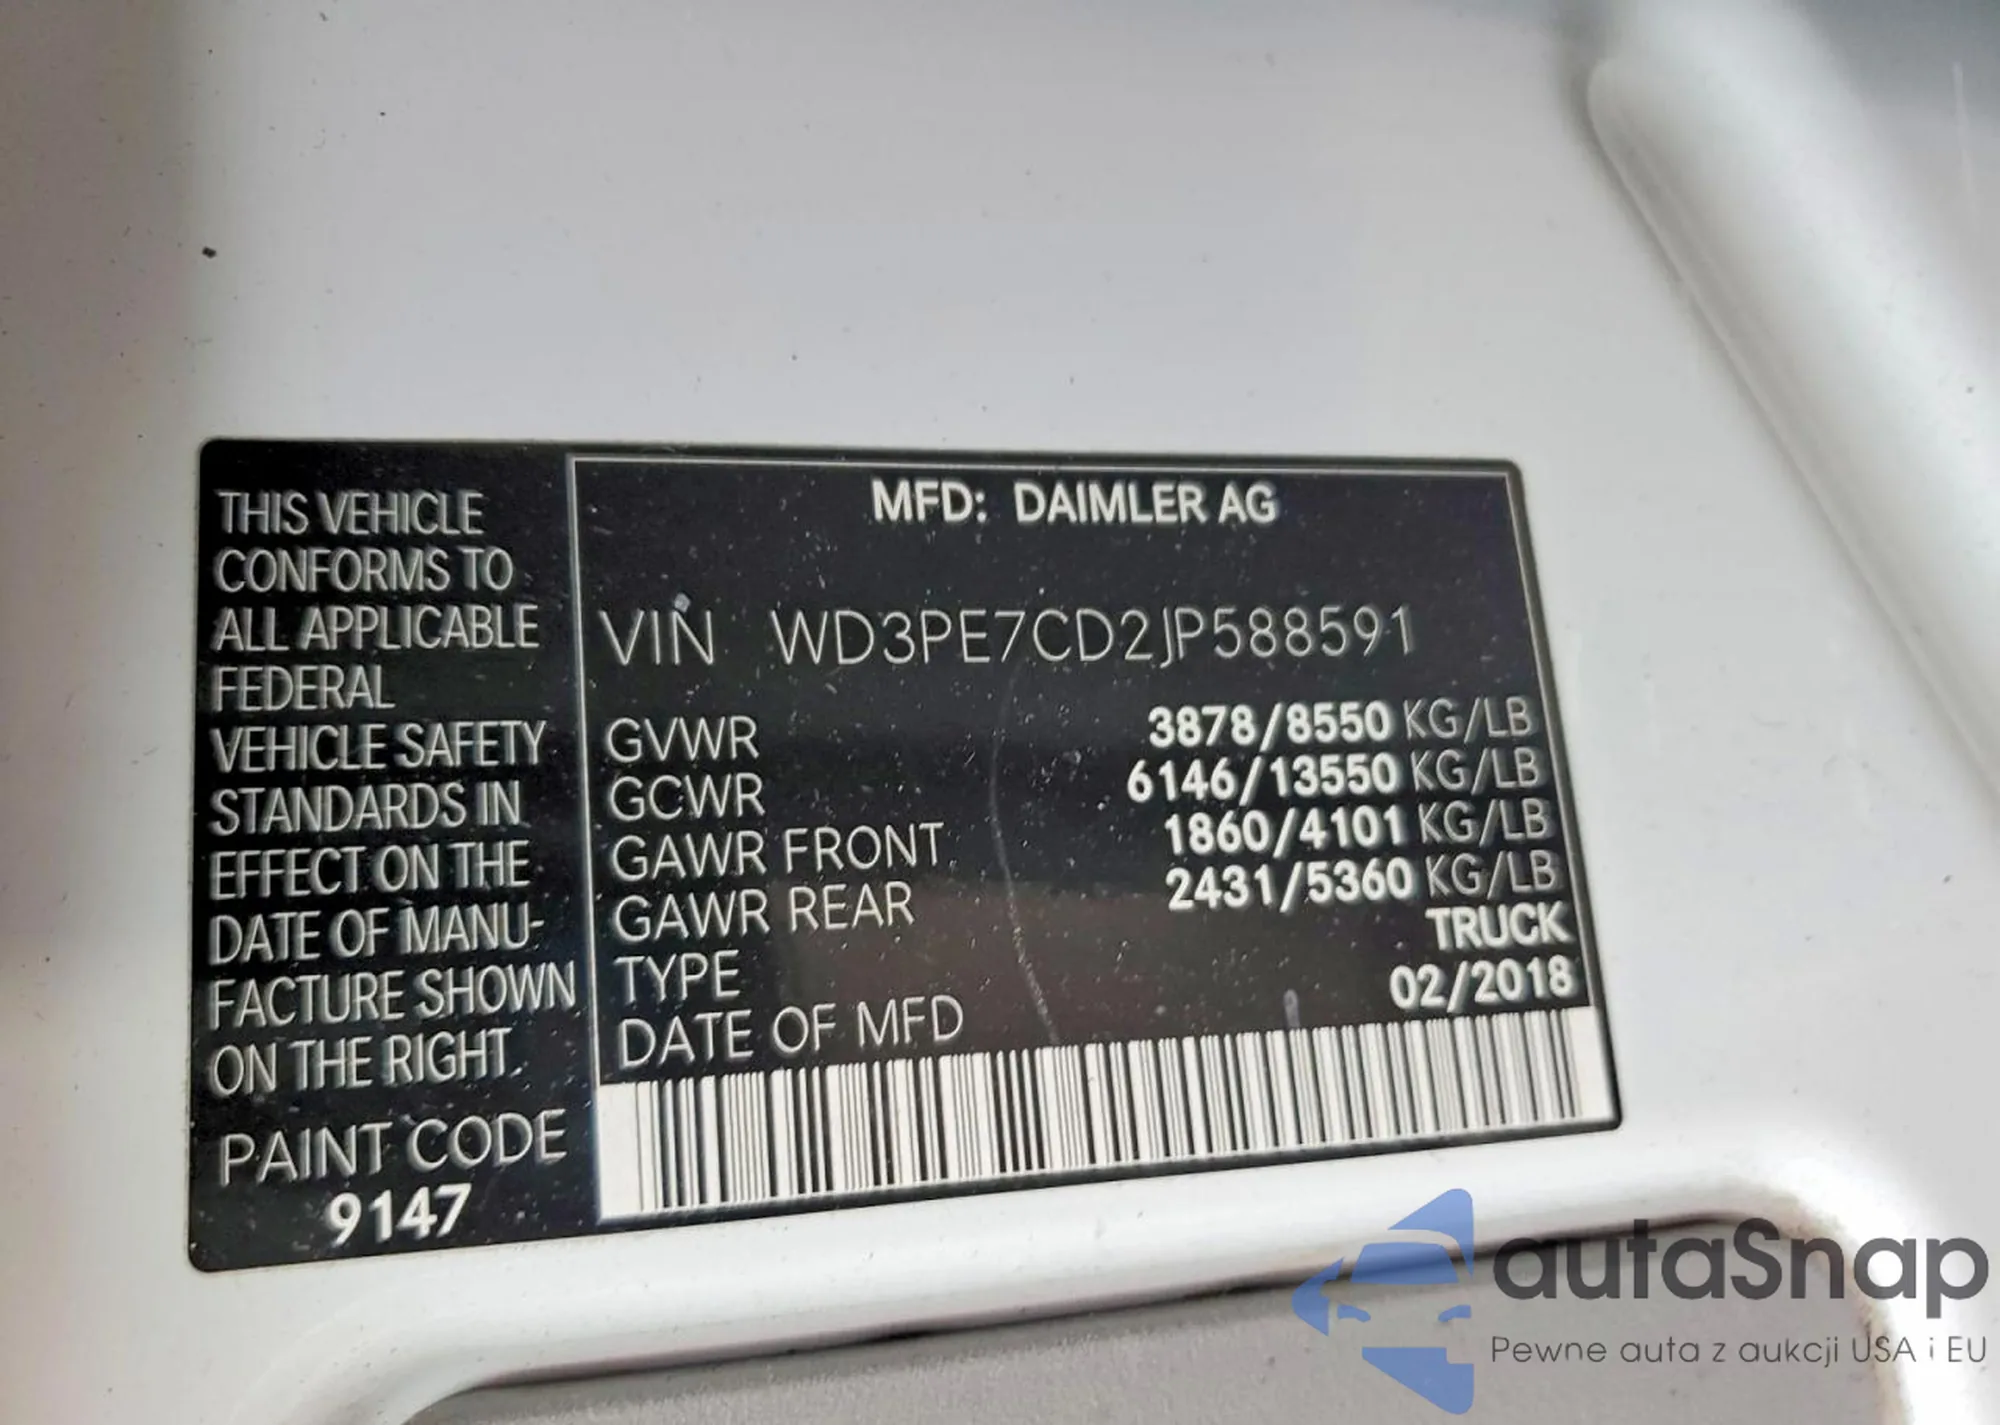 THIS VEHICLE
CONFORMS TO
ALL APPLICABLE
FEDERAL
VEHICLE SAFETY
STANDARDS IN
EFFECT ON THE
DATE OF MANU-
FACTURE SHOWN
ON THE RIGHT.
PAINT CODE
9147
MFD: DAIMLER AG
VIN WD3PE7CD2JP588591
GVWR 3878/8550 KG/LB
GCWR 6146/13550 KG/LB
GAWR FRONT 1860/4101 KG/LB
GAWR REAR 2431/5360 KG/LB
TYPE TRUCK
DATE OF MFD 02/2018
autaSnap
Pewne auta z aukcji USA i EU